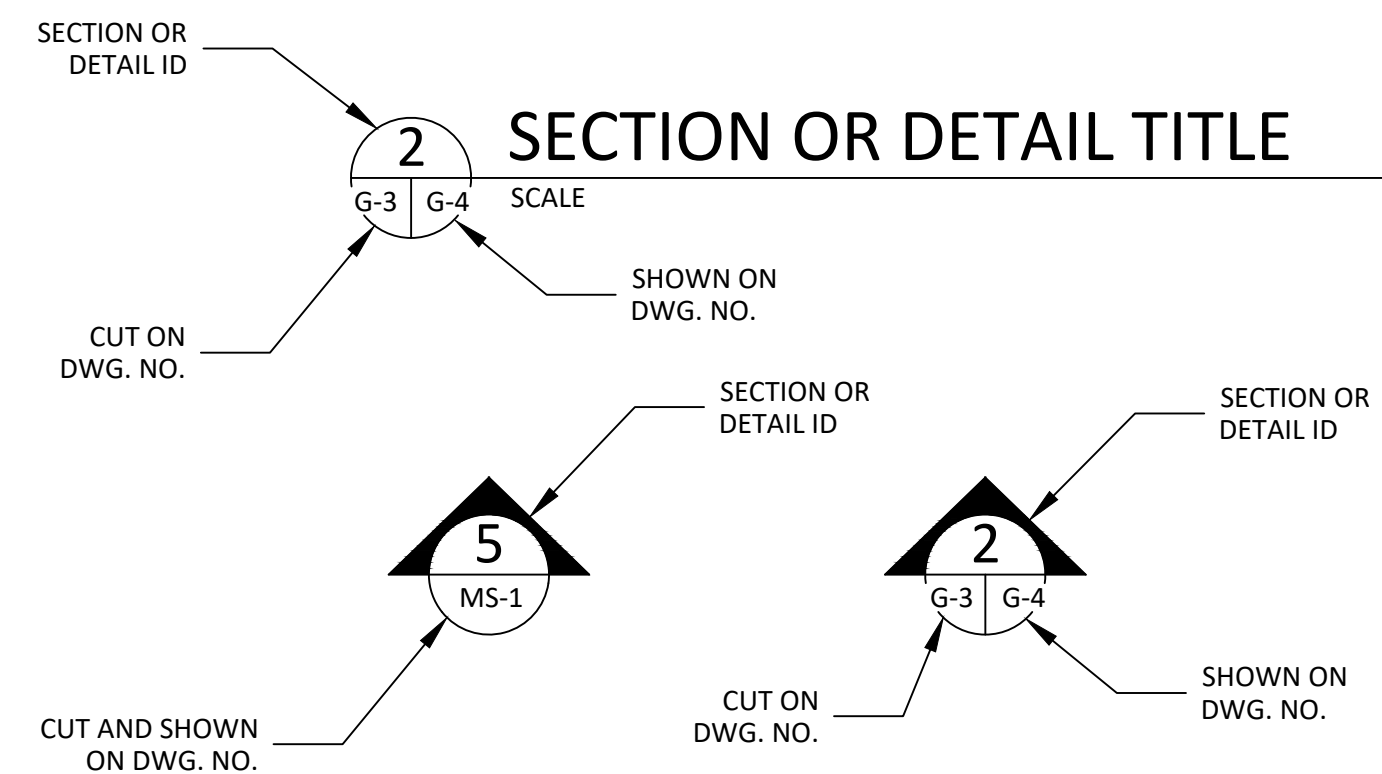 SECTION OR
DETAIL ID
2
SECTION OR DETAIL TITLE
G-3 G-4
SCALE
SHOWN ON
DWG. NO.
CUT ON
DWG. NO.
SECTION OR
DETAIL ID
SECTION OR
DETAIL ID
5
MS-1
2
G-3 G-4
CUT AND SHOWN
ON DWG. NO.
CUT ON
DWG. NO.
SHOWN ON
DWG. NO.